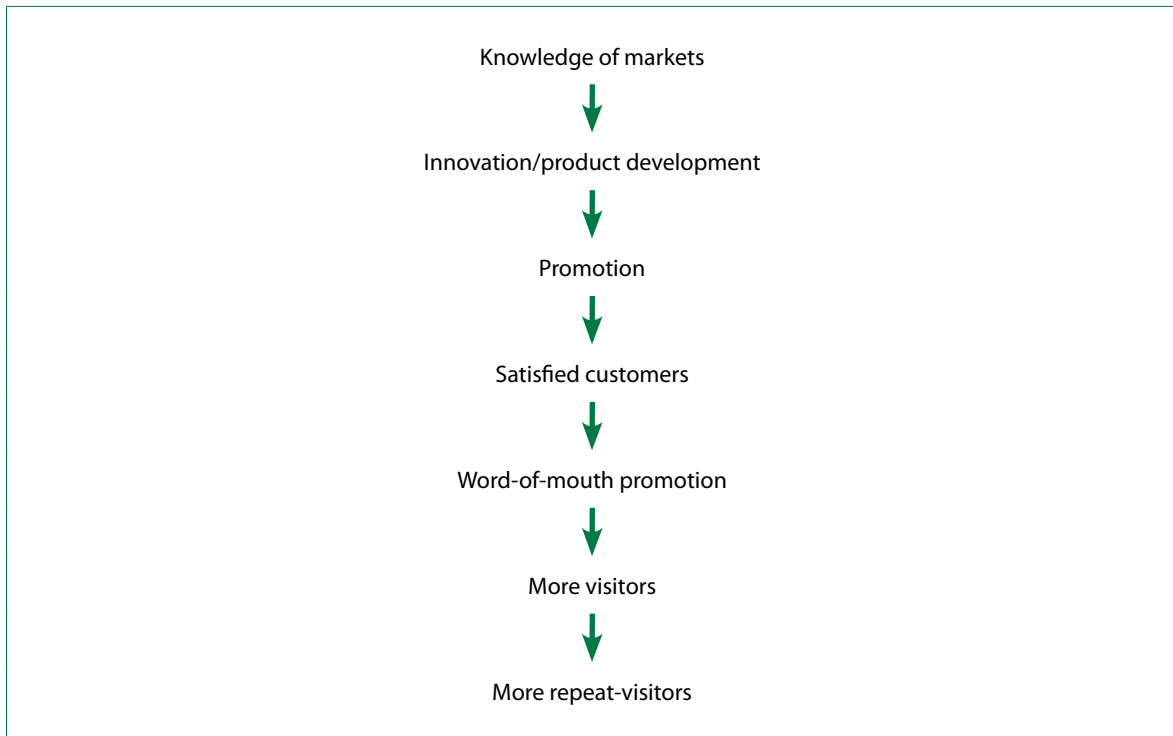 Knowledge of markets
Innovation/product development
Promotion
Satisfied customers
Word-of-mouth promotion
More visitors
More repeat-visitors